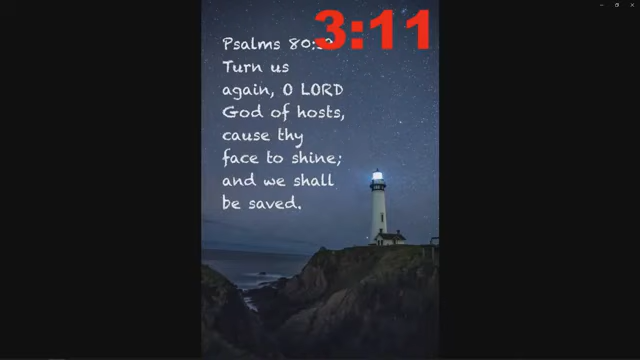 3:11
Psalms 80:
Turn us
again, O LORD
God of hosts,
cause thy
face to shine;
and we shall
be saved.